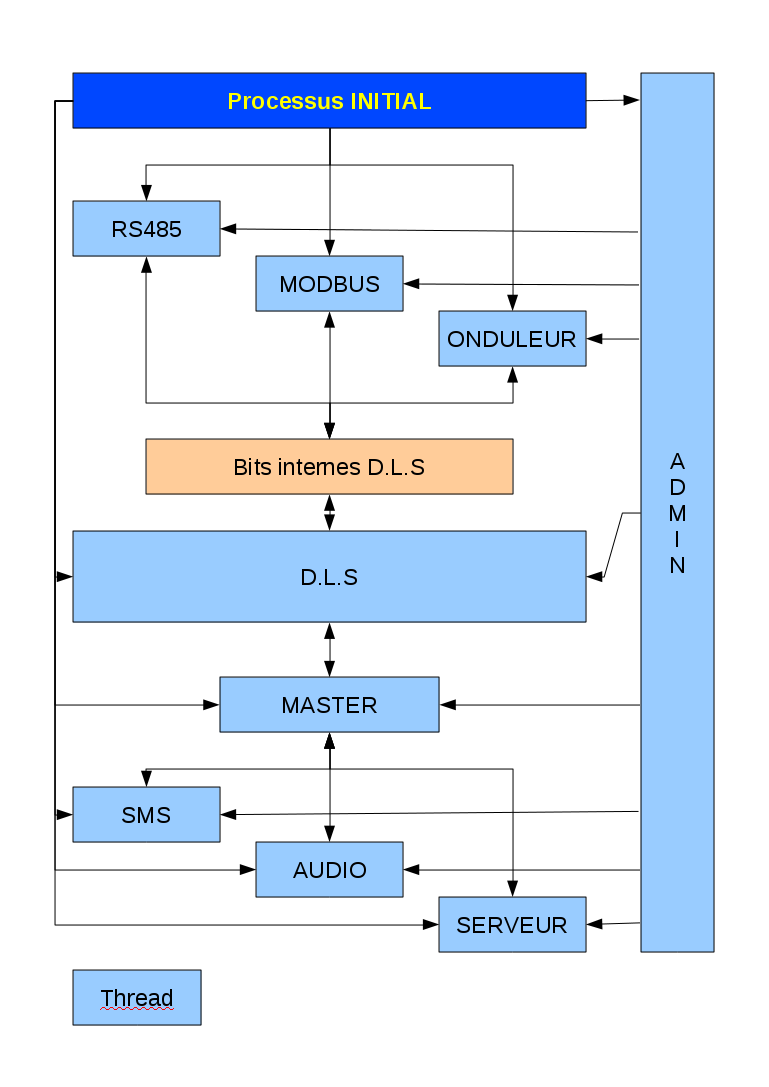 Processus INITIAL
RS485
MODBUS
ONDULEUR
Bits internes D.L.S
A
D
M
I
N
D.L.S
MASTER
SMS
AUDIO
SERVEUR
Thread